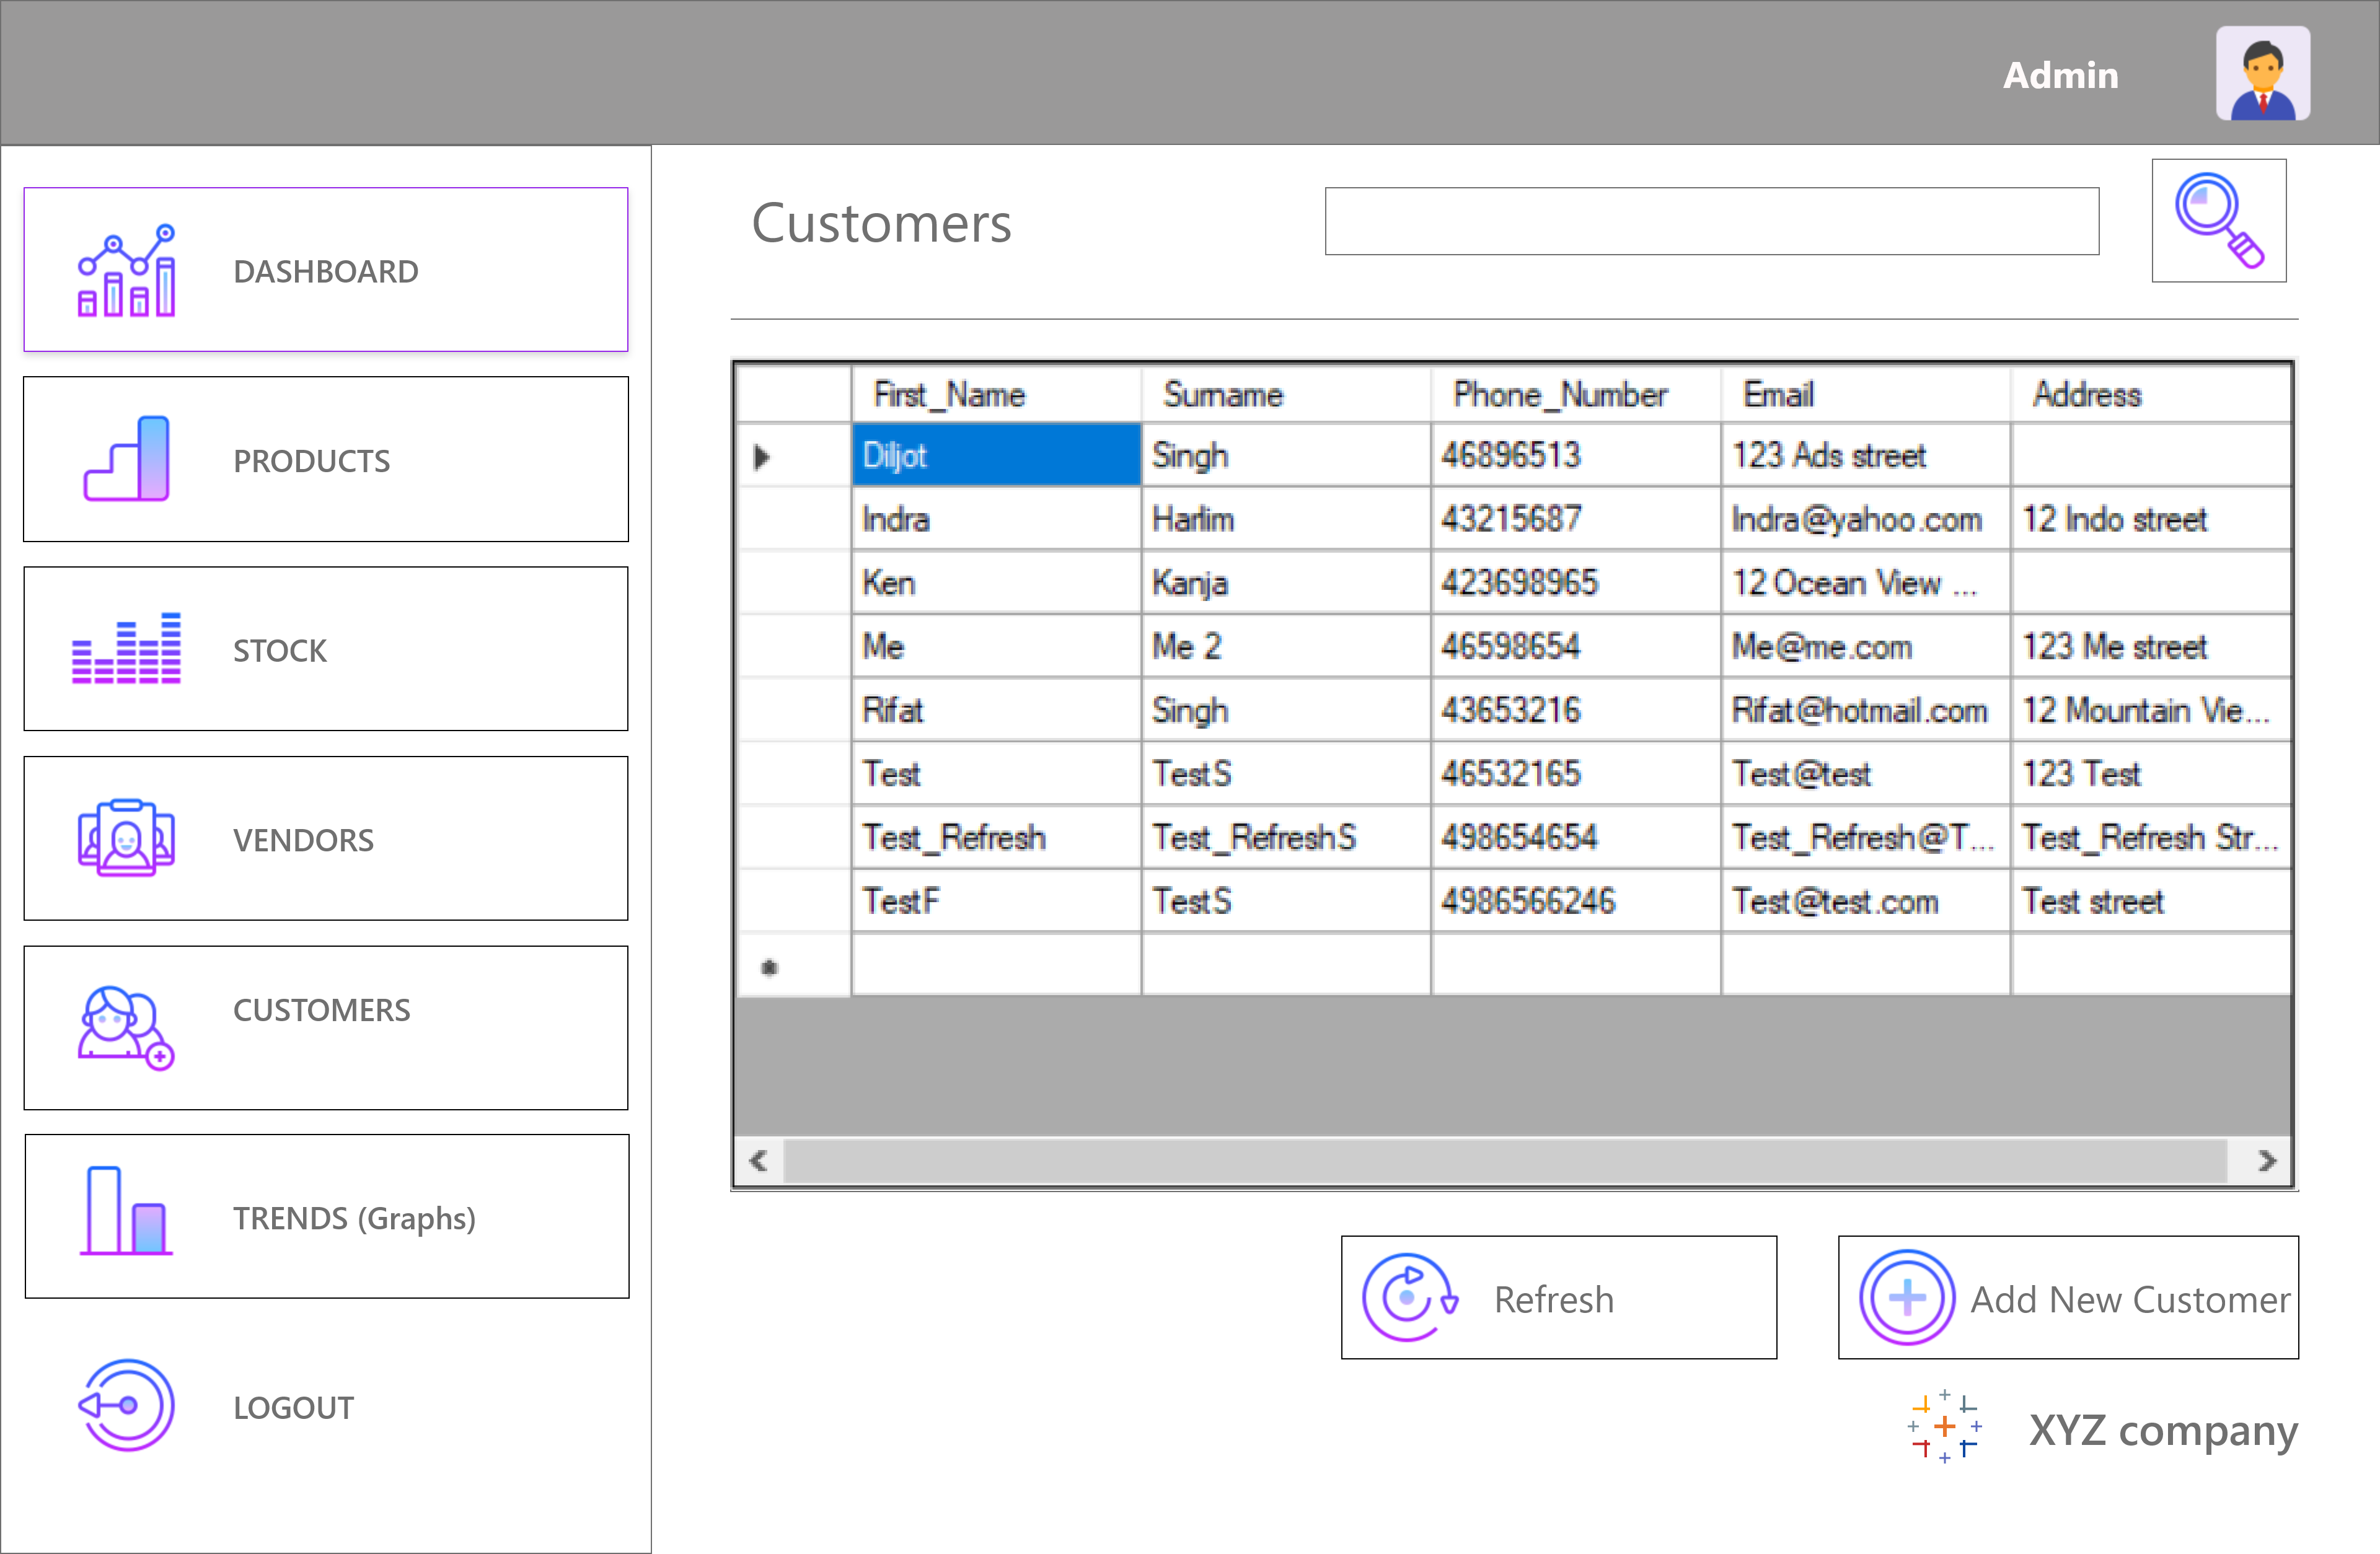 Admin
DASHBOARD
PRODUCTS
STOCK
VENDORS
CUSTOMERS
TRENDS (Graphs)
LOGOUT
Customers
First_Name Surname Phone_Number Email Address
Diljot Singh 46896513 123 Ads street
Indra Harlim 43215687 Indra@yahoo.com 12 Indo street
Ken Kanja 423698965 12 Ocean View ...
Me Me 2 46598654 Me@me.com 123 Me street
Rifat Singh 43653216 Rifat@hotmail.com 12 Mountain Vie...
Test TestS 46532165 Test@test 123 Test
Test_Refresh Test_RefreshS 498654654 Test_Refresh@T... Test_Refresh Str...
TestF TestS 4986566246 Test@test.com Test street
Refresh
Add New Customer
XYZ company